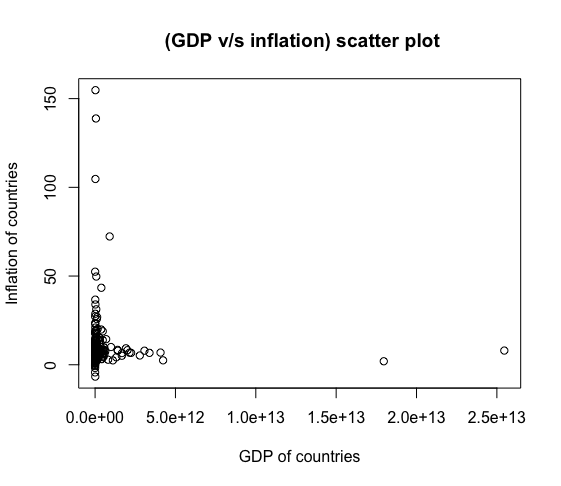 (GDP v/s inflation) scatter plot
150
100
50
0
Inflation of countries
0.0e+00 5.0e+12 1.0e+13 1.5e+13 2.0e+13 2.5e+13
GDP of countries